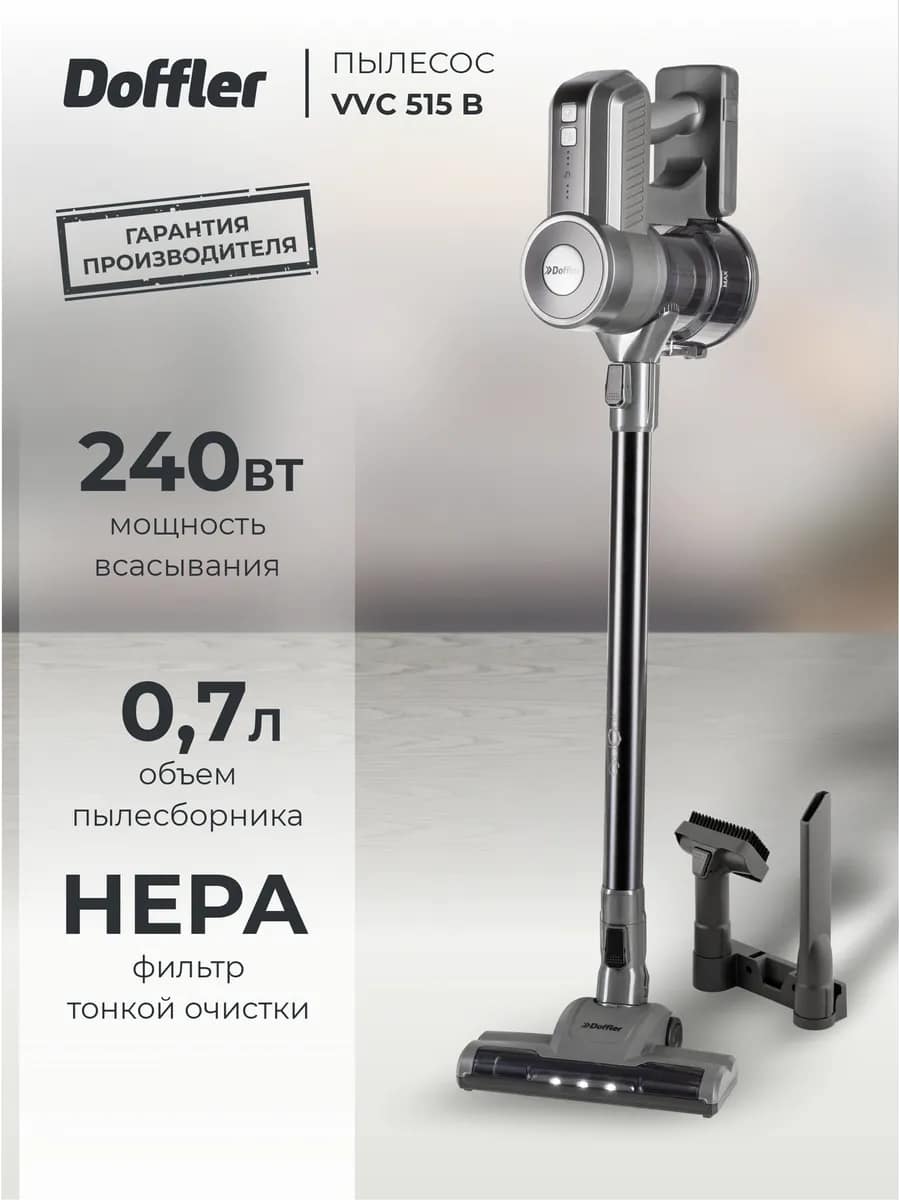 Doffler
ПЫЛЕСОС
VVC 515 B
ГАРАНТИЯ
ПРОИЗВОДИТЕЛЯ
»Doffler
MAX
240ВТ
мощность
всасывания
0,7л
объем
пылесборника
HEPA
фильтр
тонкой очистки
»Doffler